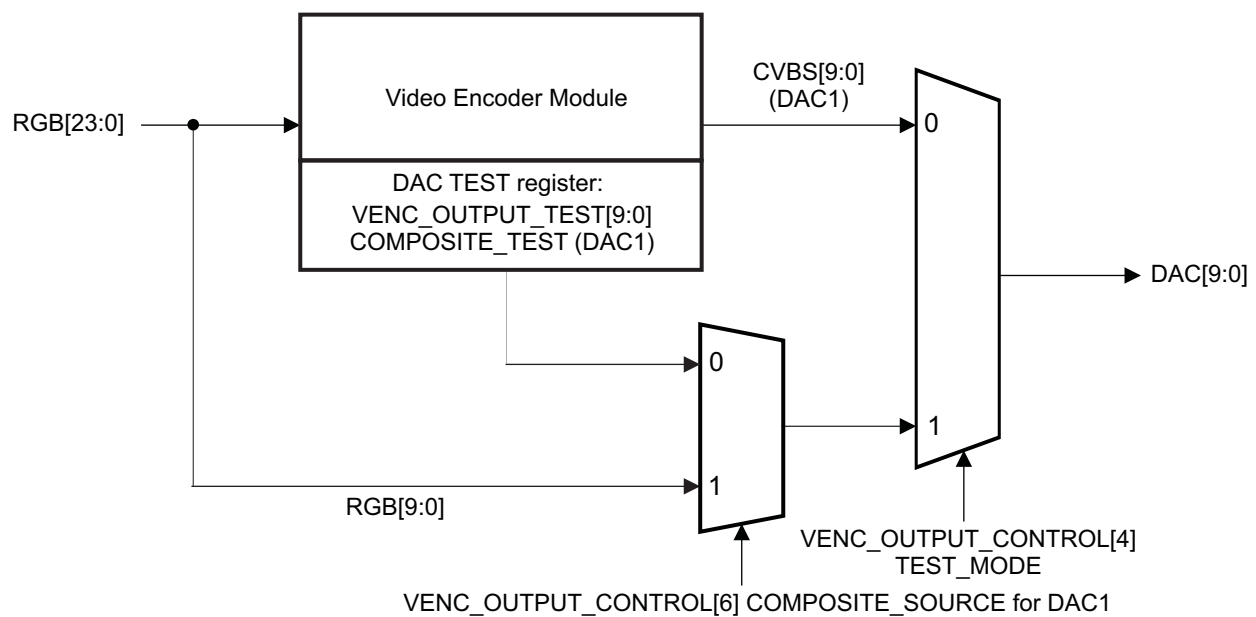 CVBS[9:0]
(DAC1)
Video Encoder Module
RGB[23:0]
0
DAC TEST register:
VENC_OUTPUT_TEST[9:0]
COMPOSITE_TEST (DAC1)
DAC[9:0]
0
1
1
RGB[9:0]
VENC_OUTPUT_CONTROL[4]
TEST_MODE
VENC_OUTPUT_CONTROL[6] COMPOSITE_SOURCE for DAC1